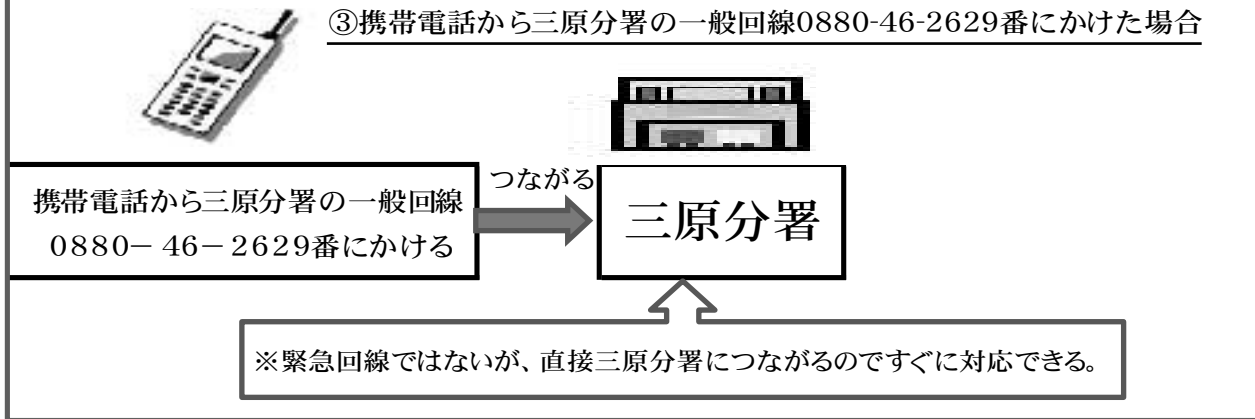 ③携帯電話から三原分署の一般回線0880-46-2629番にかけた場合
つながる
携帯電話から三原分署の一般回線
0880－46－2629番にかける
三原分署
※緊急回線ではないが、直接三原分署につながるのですぐに対応できる。